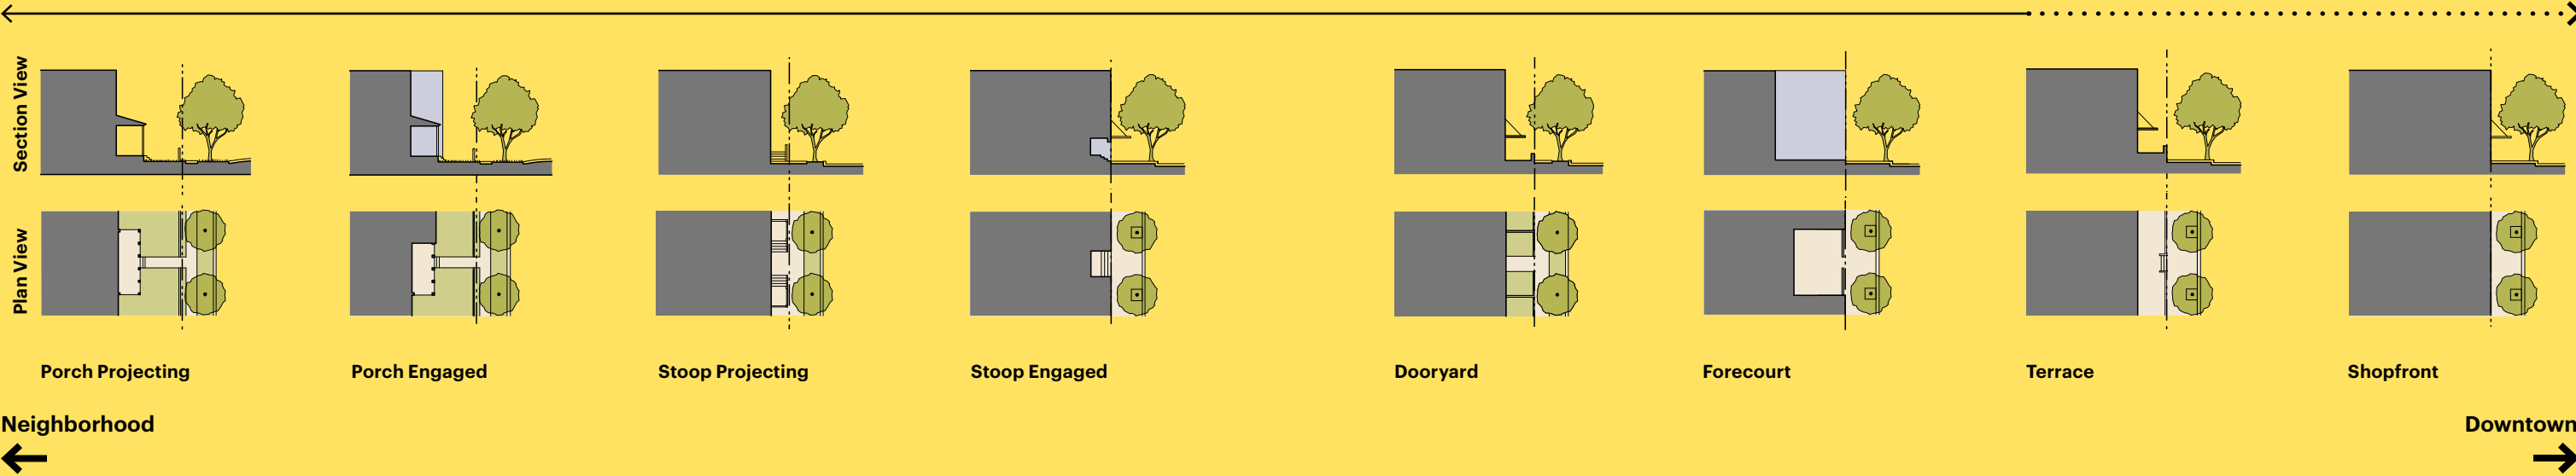 Section View
Plan View
Porch Projecting
Porch Engaged
Stoop Projecting
Stoop Engaged
Dooryard
Forecourt
Terrace
Shopfront
Neighborhood
Downtown